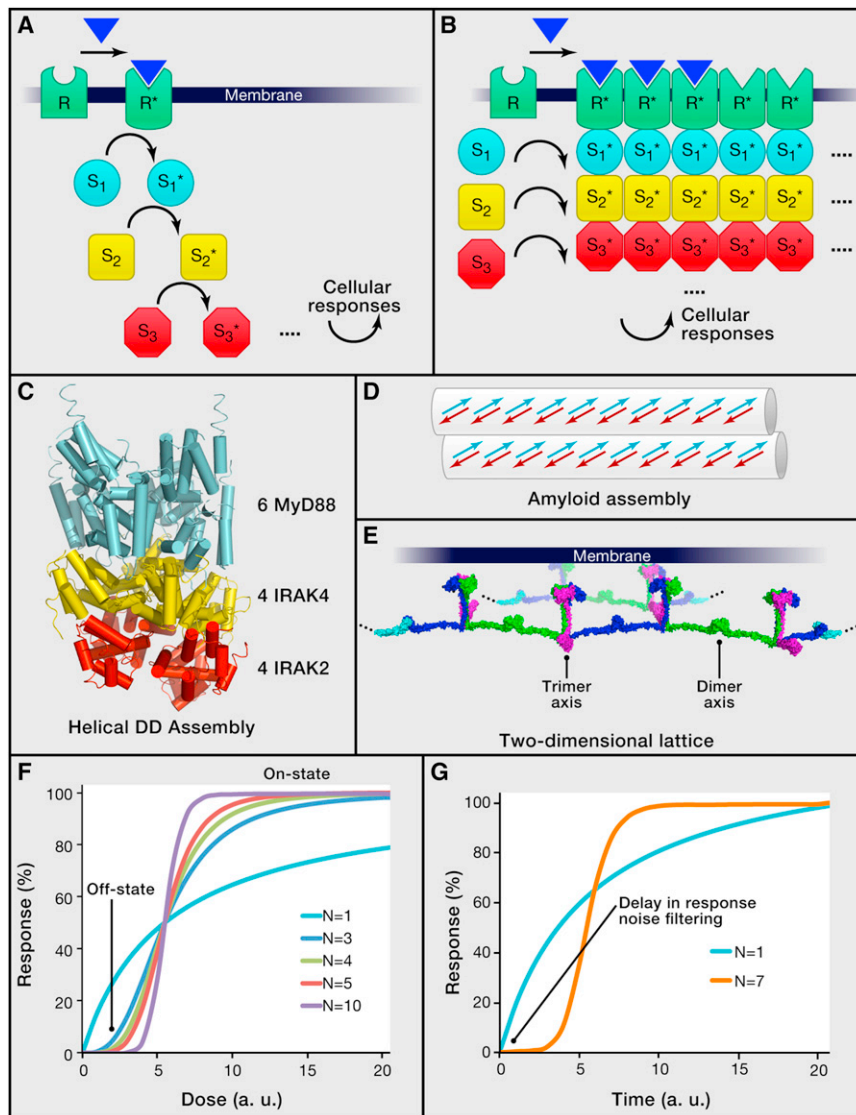 A
R
R*
Membrane
S1
S1*
S2
S2*
S3
S3*
....
Cellular
responses
B
R
R* R* R* R* R*
S1
S1* S1* S1* S1* S1* ....
S2
S2* S2* S2* S2* S2* ....
S3
S3* S3* S3* S3* S3* ....
....
Cellular
responses
C
6 MyD88
4 IRAK4
4 IRAK2
Helical DD Assembly
D
Amyloid assembly
E
Membrane
Trimer
axis
Dimer
axis
Two-dimensional lattice
F
On-state
Response (%)
100
80
60
40
20
0
Off-state
N=1
N=3
N=4
N=5
N=10
0 5 10 15 20
Dose (a. u.)
G
Response (%)
100
80
60
40
20
0
Delay in response
noise filtering
N=1
N=7
0 5 10 15 20
Time (a. u.)